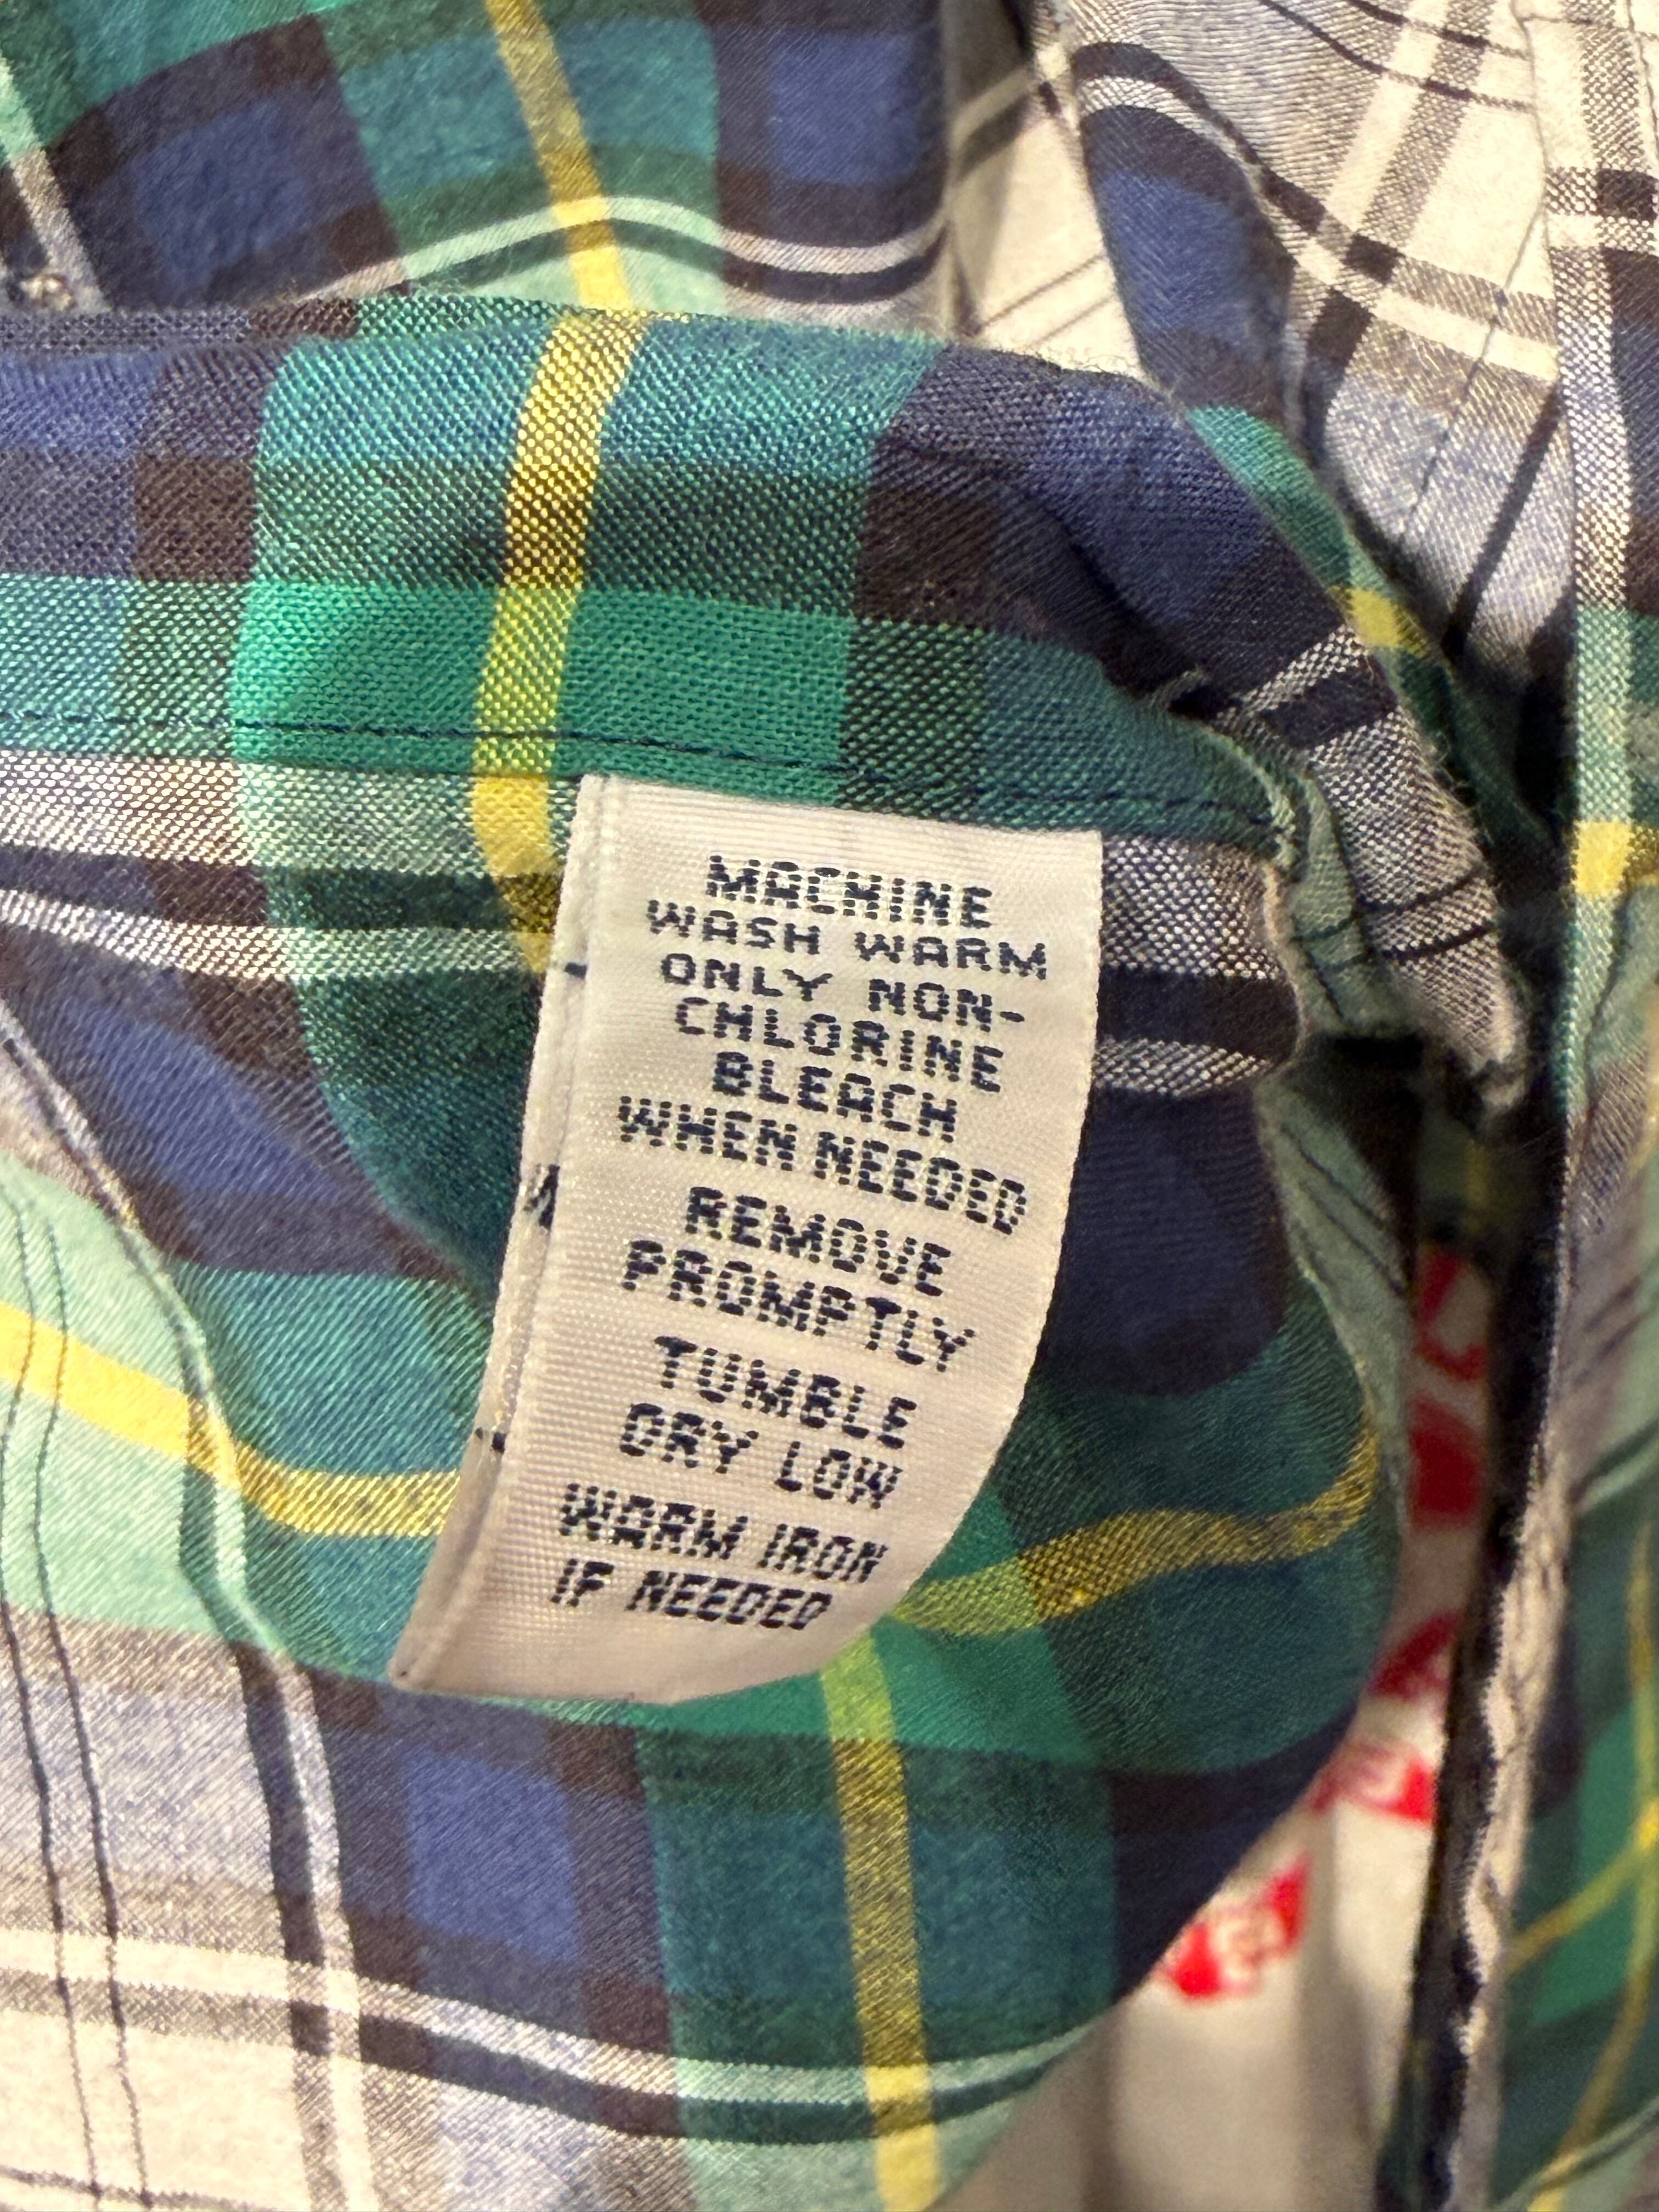 MACHINE
WASH WARM
ONLY NON-
CHLORINE
BLEACH
WHEN NEEDED
REMOVE
PROMPTLY
TUMBLE
DRY LOW
WARM IRON
IF NEEDED